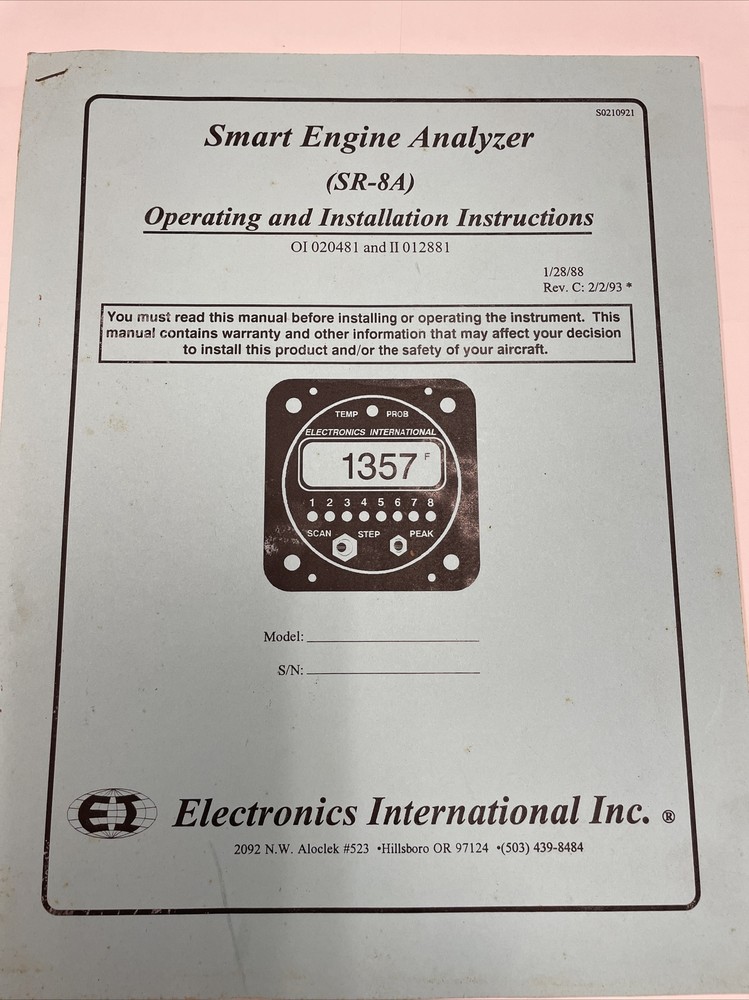 S0210921
Smart Engine Analyzer
(SR-8A)
Operating and Installation Instructions
OI 020481 and II 012881
1/28/88
Rev. C: 2/2/93 *
You must read this manual before installing or operating the instrument. This
manual contains warranty and other information that may affect your decision
to install this product and/or the safety of your aircraft.
TEMP PROB
ELECTRONICS INTERNATIONAL
1357 F
1 2 3 4 5 6 7 8
SCAN STEP PEAK
Model:
S/N:
EI Electronics International Inc. ®
2092 N.W. Aloclek #523 •Hillsboro OR 97124 •(503) 439-8484